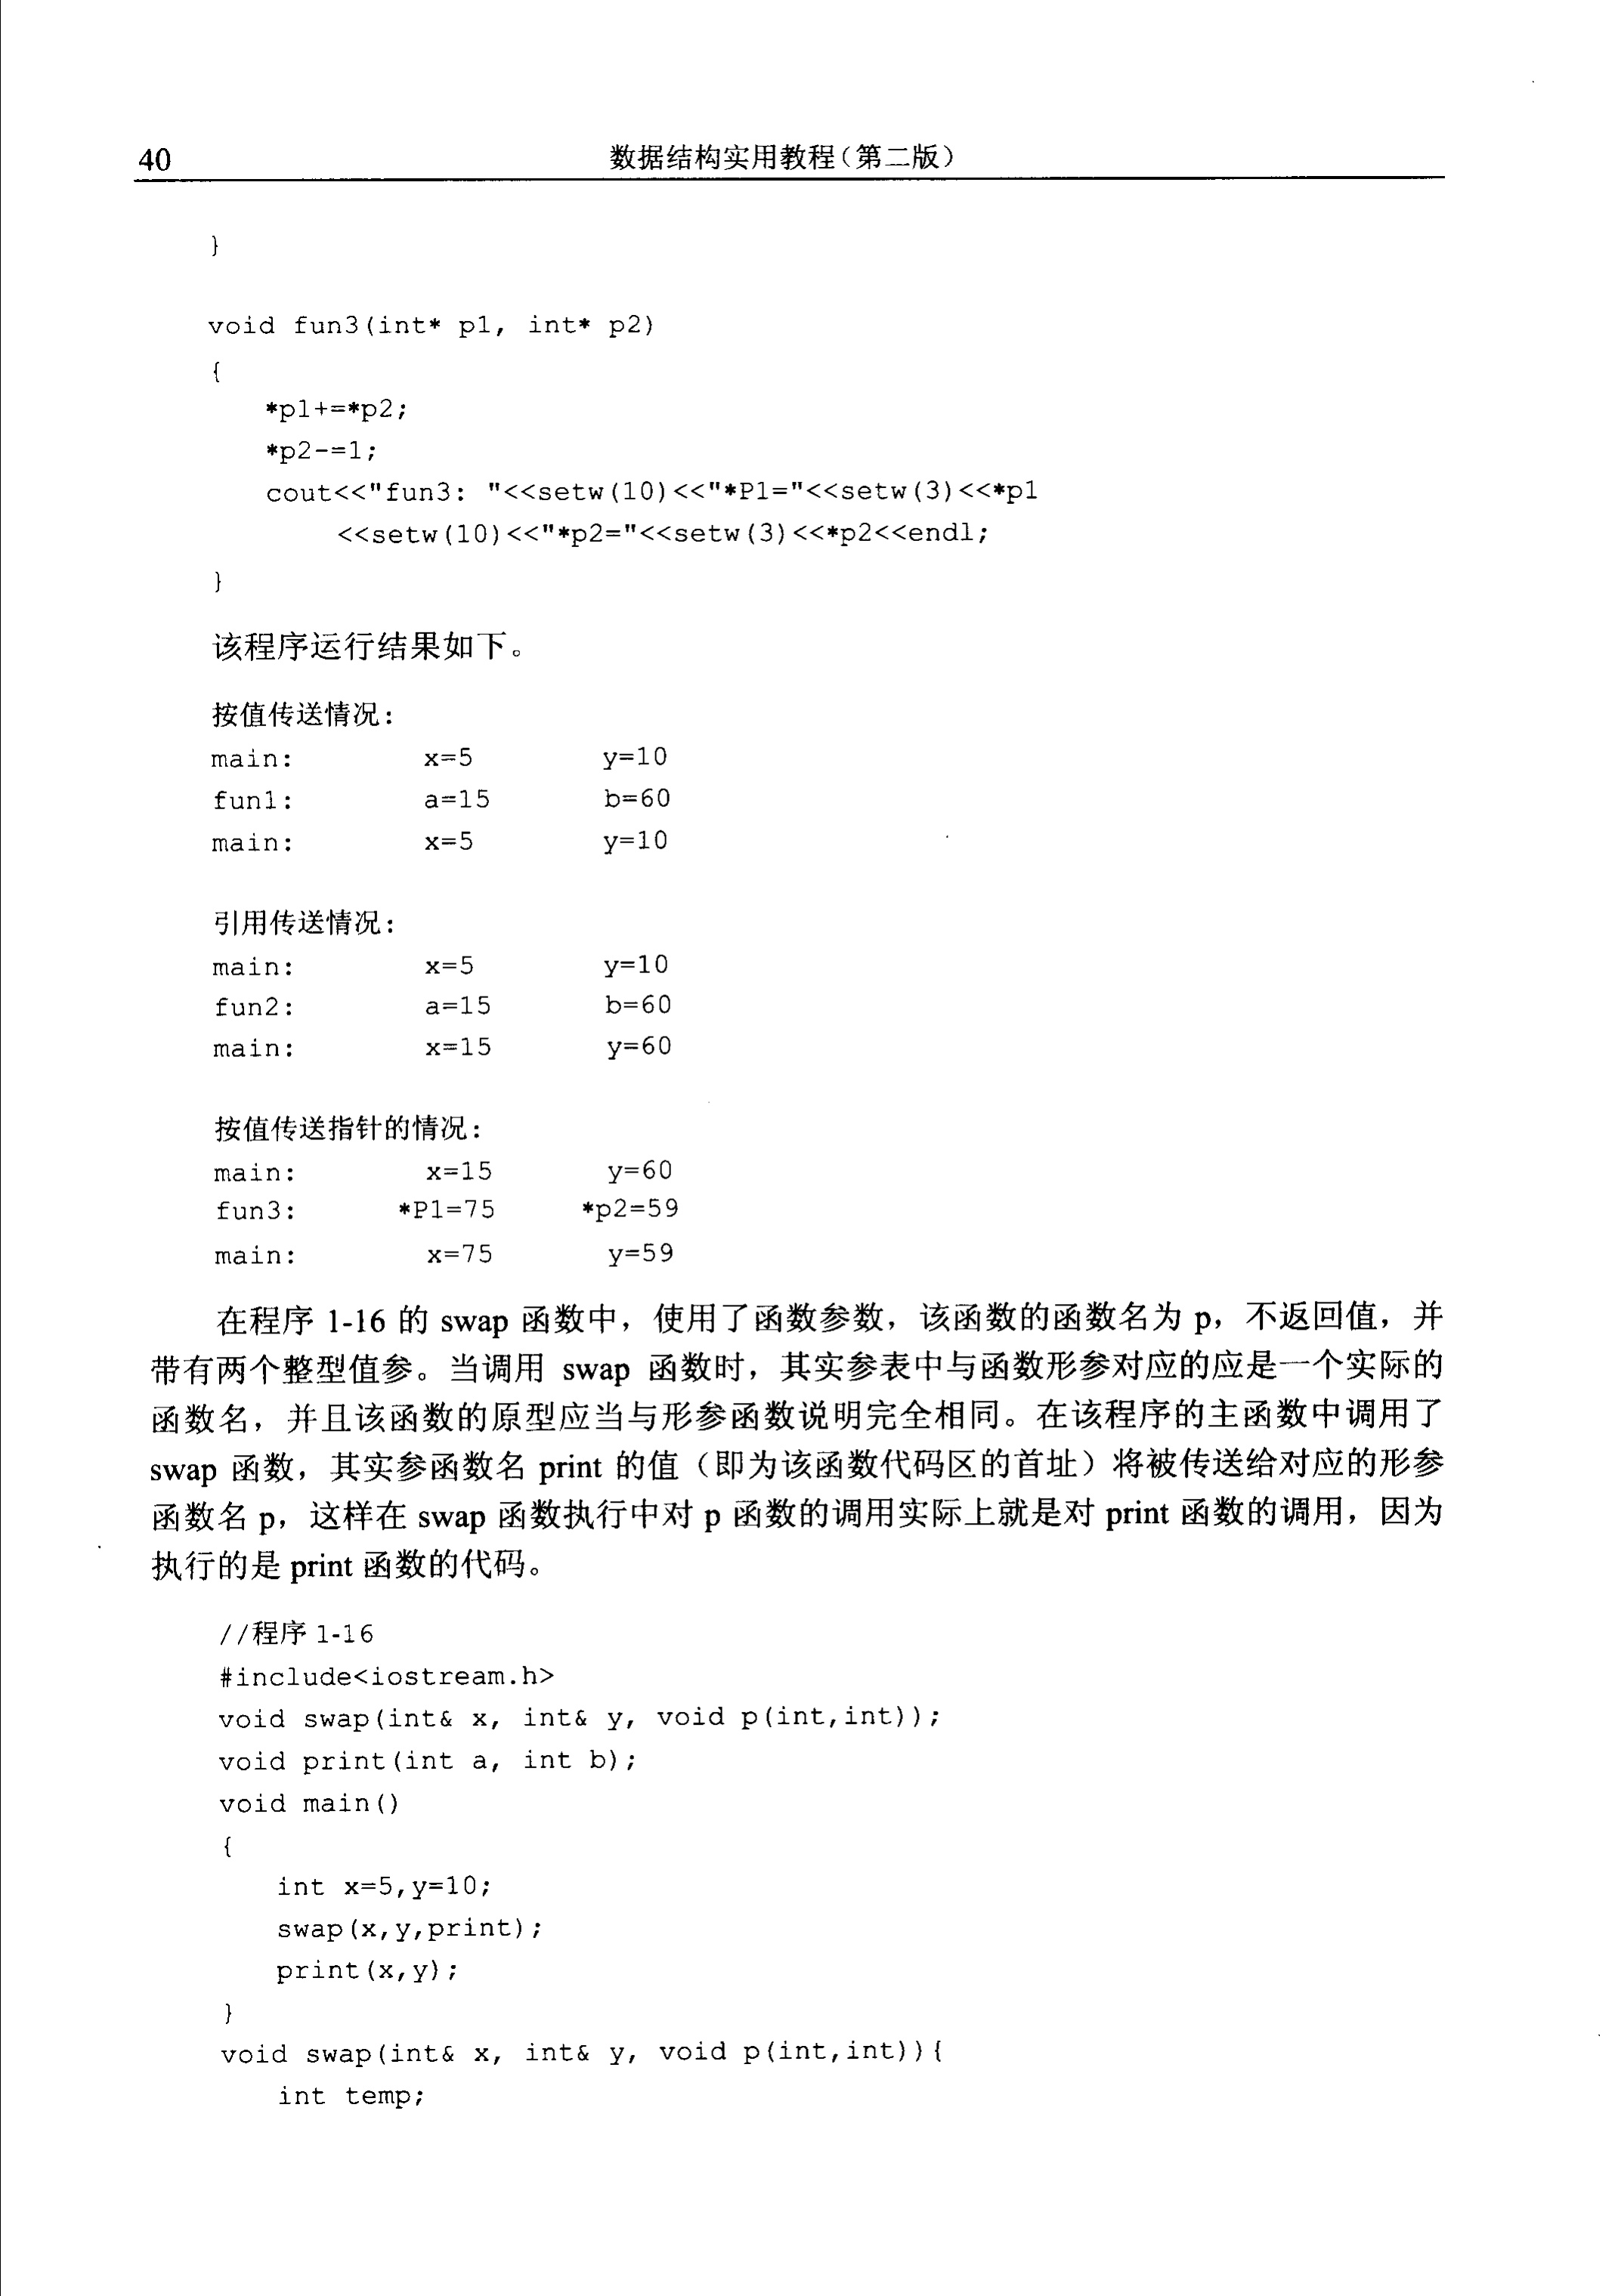 40
数据结构实用教程(第二版)
}
void fun3(int* p1, int* p2)
{
*p1+=*p2;
*p2-=1;
cout<<"fun3: "<<setw(10)<<"*P1="<<setw(3)<<*p1
<<setw(10)<<"*p2="<<setw(3)<<*p2<<endl;
}
该程序运行结果如下。
按值传送情况:
main: x=5 y=10
fun1: a=15 b=60
main: x=5 y=10
引用传送情况:
main: x=5 y=10
fun2: a=15 b=60
main: x=15 y=60
按值传送指针的情况:
main: x=15 y=60
fun3: *P1=75 *p2=59
main: x=75 y=59
在程序 1-16 的 swap 函数中，使用了函数参数，该函数的函数名为 p，不返回值，并
带有两个整型值参。当调用 swap 函数时，其实参表中与函数形参对应的应是一个实际的
函数名，并且该函数的原型应当与形参函数说明完全相同。在该程序的主函数中调用了
swap 函数，其实参函数名 print 的值（即为该函数代码区的首址）将被传送给对应的形参
函数名 p，这样在 swap 函数执行中对 p 函数的调用实际上就是对 print 函数的调用，因为
执行的是 print 函数的代码。
//程序 1-16
#include<iostream.h>
void swap(int& x, int& y, void p(int,int));
void print(int a, int b);
void main()
{
int x=5,y=10;
swap(x,y,print);
print(x,y);
}
void swap(int& x, int& y, void p(int,int)){
int temp;